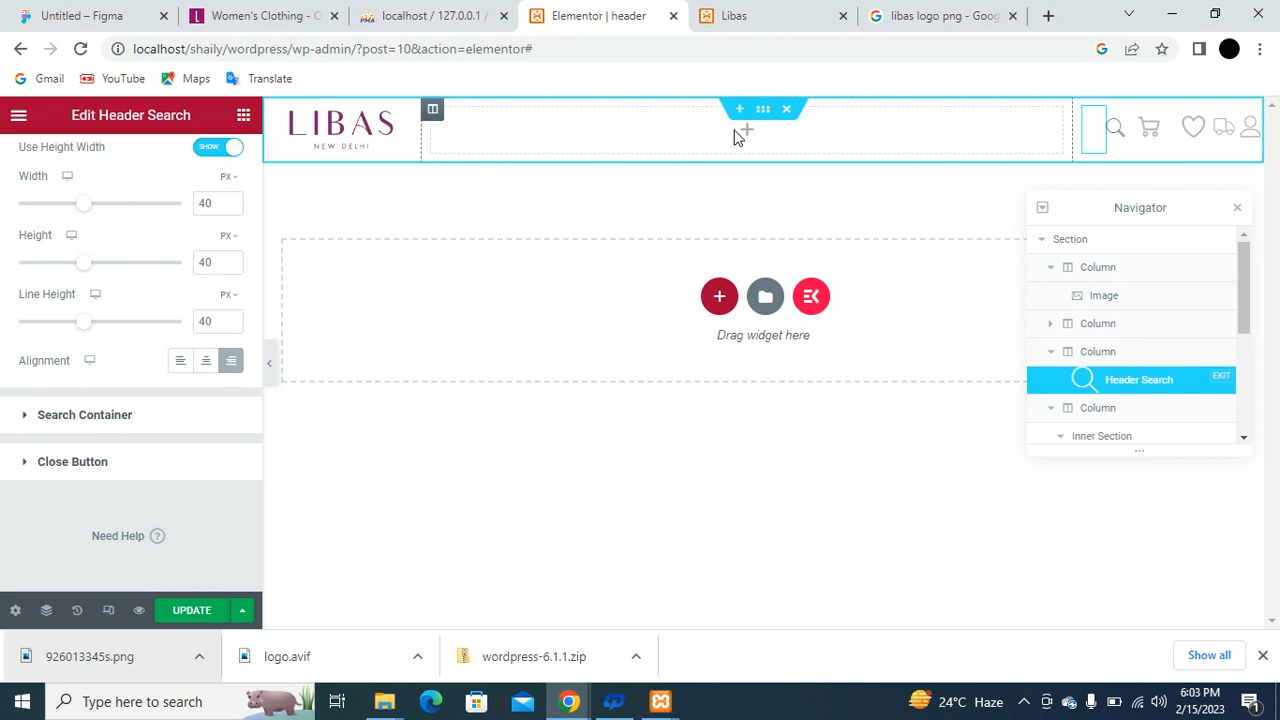 Untitled – Figma
Women's Clothing - O
localhost / 127.0.0.1 /
Elementor | header
Libas
libas logo png - Goog
localhost/shaily/wordpress/wp-admin/?post=10&action=elementor#
Gmail
YouTube
Maps
Translate
Edit Header Search
LIBAS
NEW DELHI
Use Height Width
SHOW
Width
PX
40
Height
PX
40
Line Height
PX
40
Alignment
Search Container
Close Button
Need Help
UPDATE
Drag widget here
Navigator
Section
Column
Image
Column
Column
Header Search
EKIT
Column
Inner Section
926013345s.png
logo.avif
wordpress-6.1.1.zip
Show all
Type here to search
24°C Haze
6:03 PM
2/15/2023
1